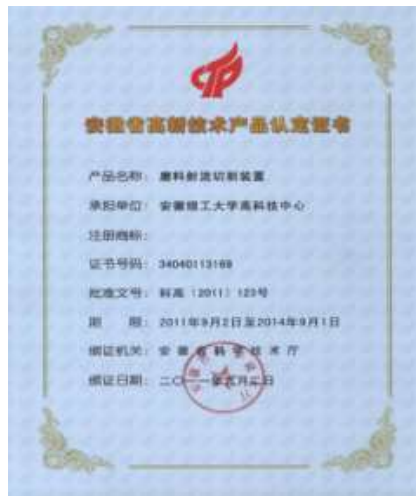 安徽省高新技术产品认定证书
产品名称: 磨料射流切割装置
承担单位: 安徽理工大学高科技中心
注册商标:
证书号码: 34040113169
批准文号: 科高〔2011〕123号
期 限: 2011年9月2日至2014年9月1日
颁证机关: 安徽省科学技术厅
颁证日期: 二〇一一年九月二日